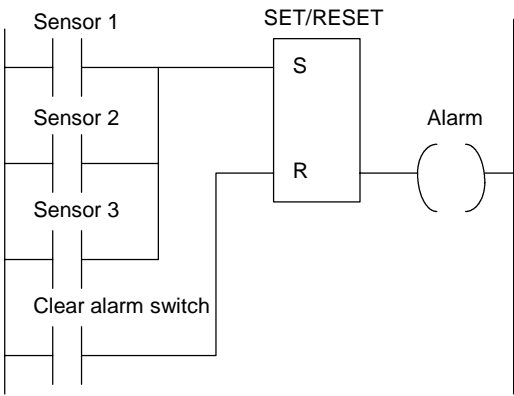 Sensor 1
SET/RESET
S
Sensor 2
Alarm
R
Sensor 3
Clear alarm switch